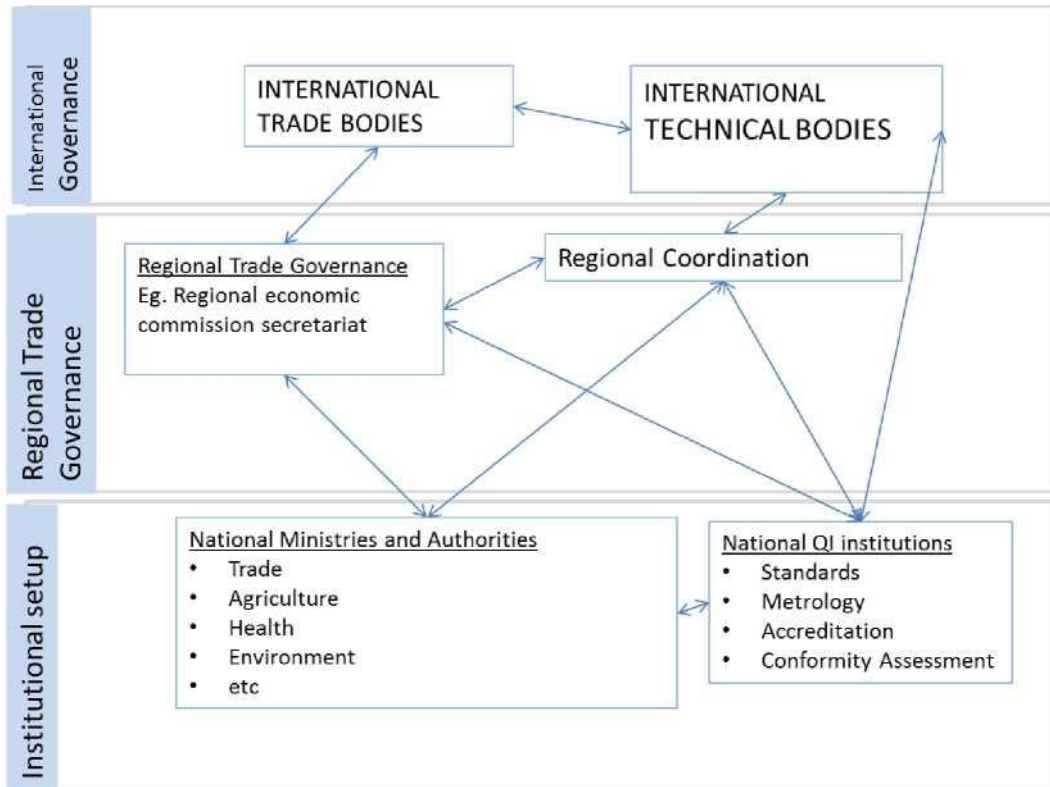 International
Governance
INTERNATIONAL
TRADE BODIES
INTERNATIONAL
TECHNICAL BODIES
Regional Trade
Governance
Regional Trade Governance
Eg. Regional economic
commission secretariat
Regional Coordination
Institutional setup
National Ministries and Authorities
• Trade
• Agriculture
• Health
• Environment
• etc
National QI institutions
• Standards
• Metrology
• Accreditation
• Conformity Assessment